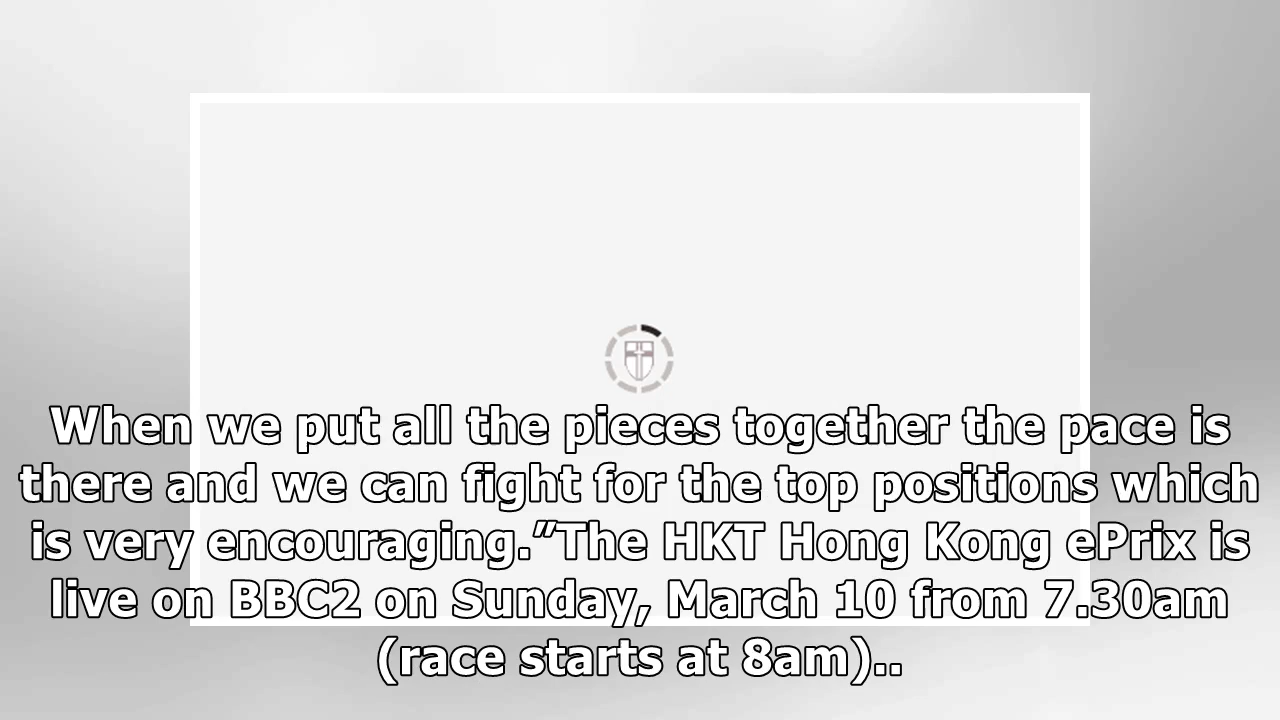 When we put all the pieces together the pace is
there and we can fight for the top positions which
is very encouraging.”The HKT Hong Kong ePrix is
live on BBC2 on Sunday, March 10 from 7.30am
(race starts at 8am)..